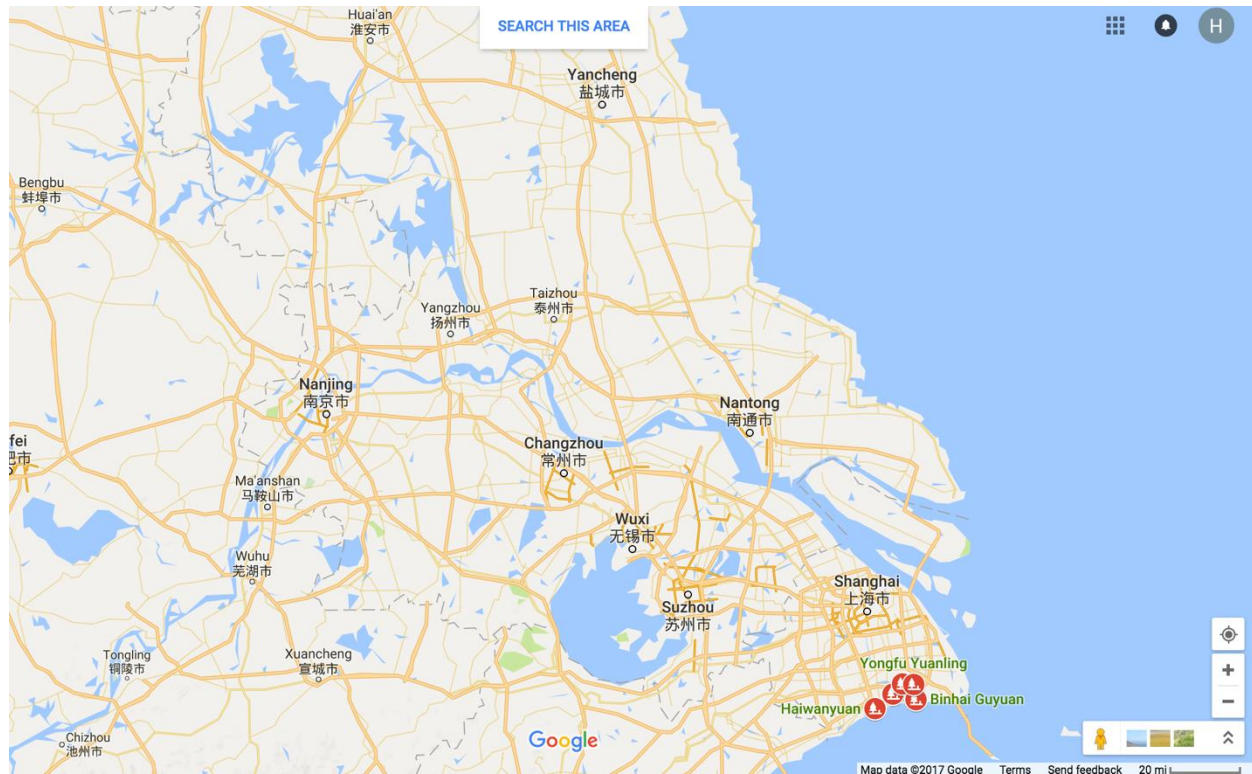 Huai'an
淮安市
SEARCH THIS AREA
H
Yancheng
盐城市
Bengbu
蚌埠市
Taizhou
泰州市
Yangzhou
扬州市
Nanjing
南京市
Nantong
南通市
fei
巴市
Changzhou
常州市
Ma'anshan
马鞍山市
Wuxi
无锡市
Wuhu
芜湖市
Shanghai
上海市
Suzhou
苏州市
Tongling
铜陵市
Xuancheng
宣城市
Yongfu Yuanling
Haiwanyuan
Binhai Guyuan
Chizhou
池州市
Google
Map data ©2017 Google Terms Send feedback 20 mi